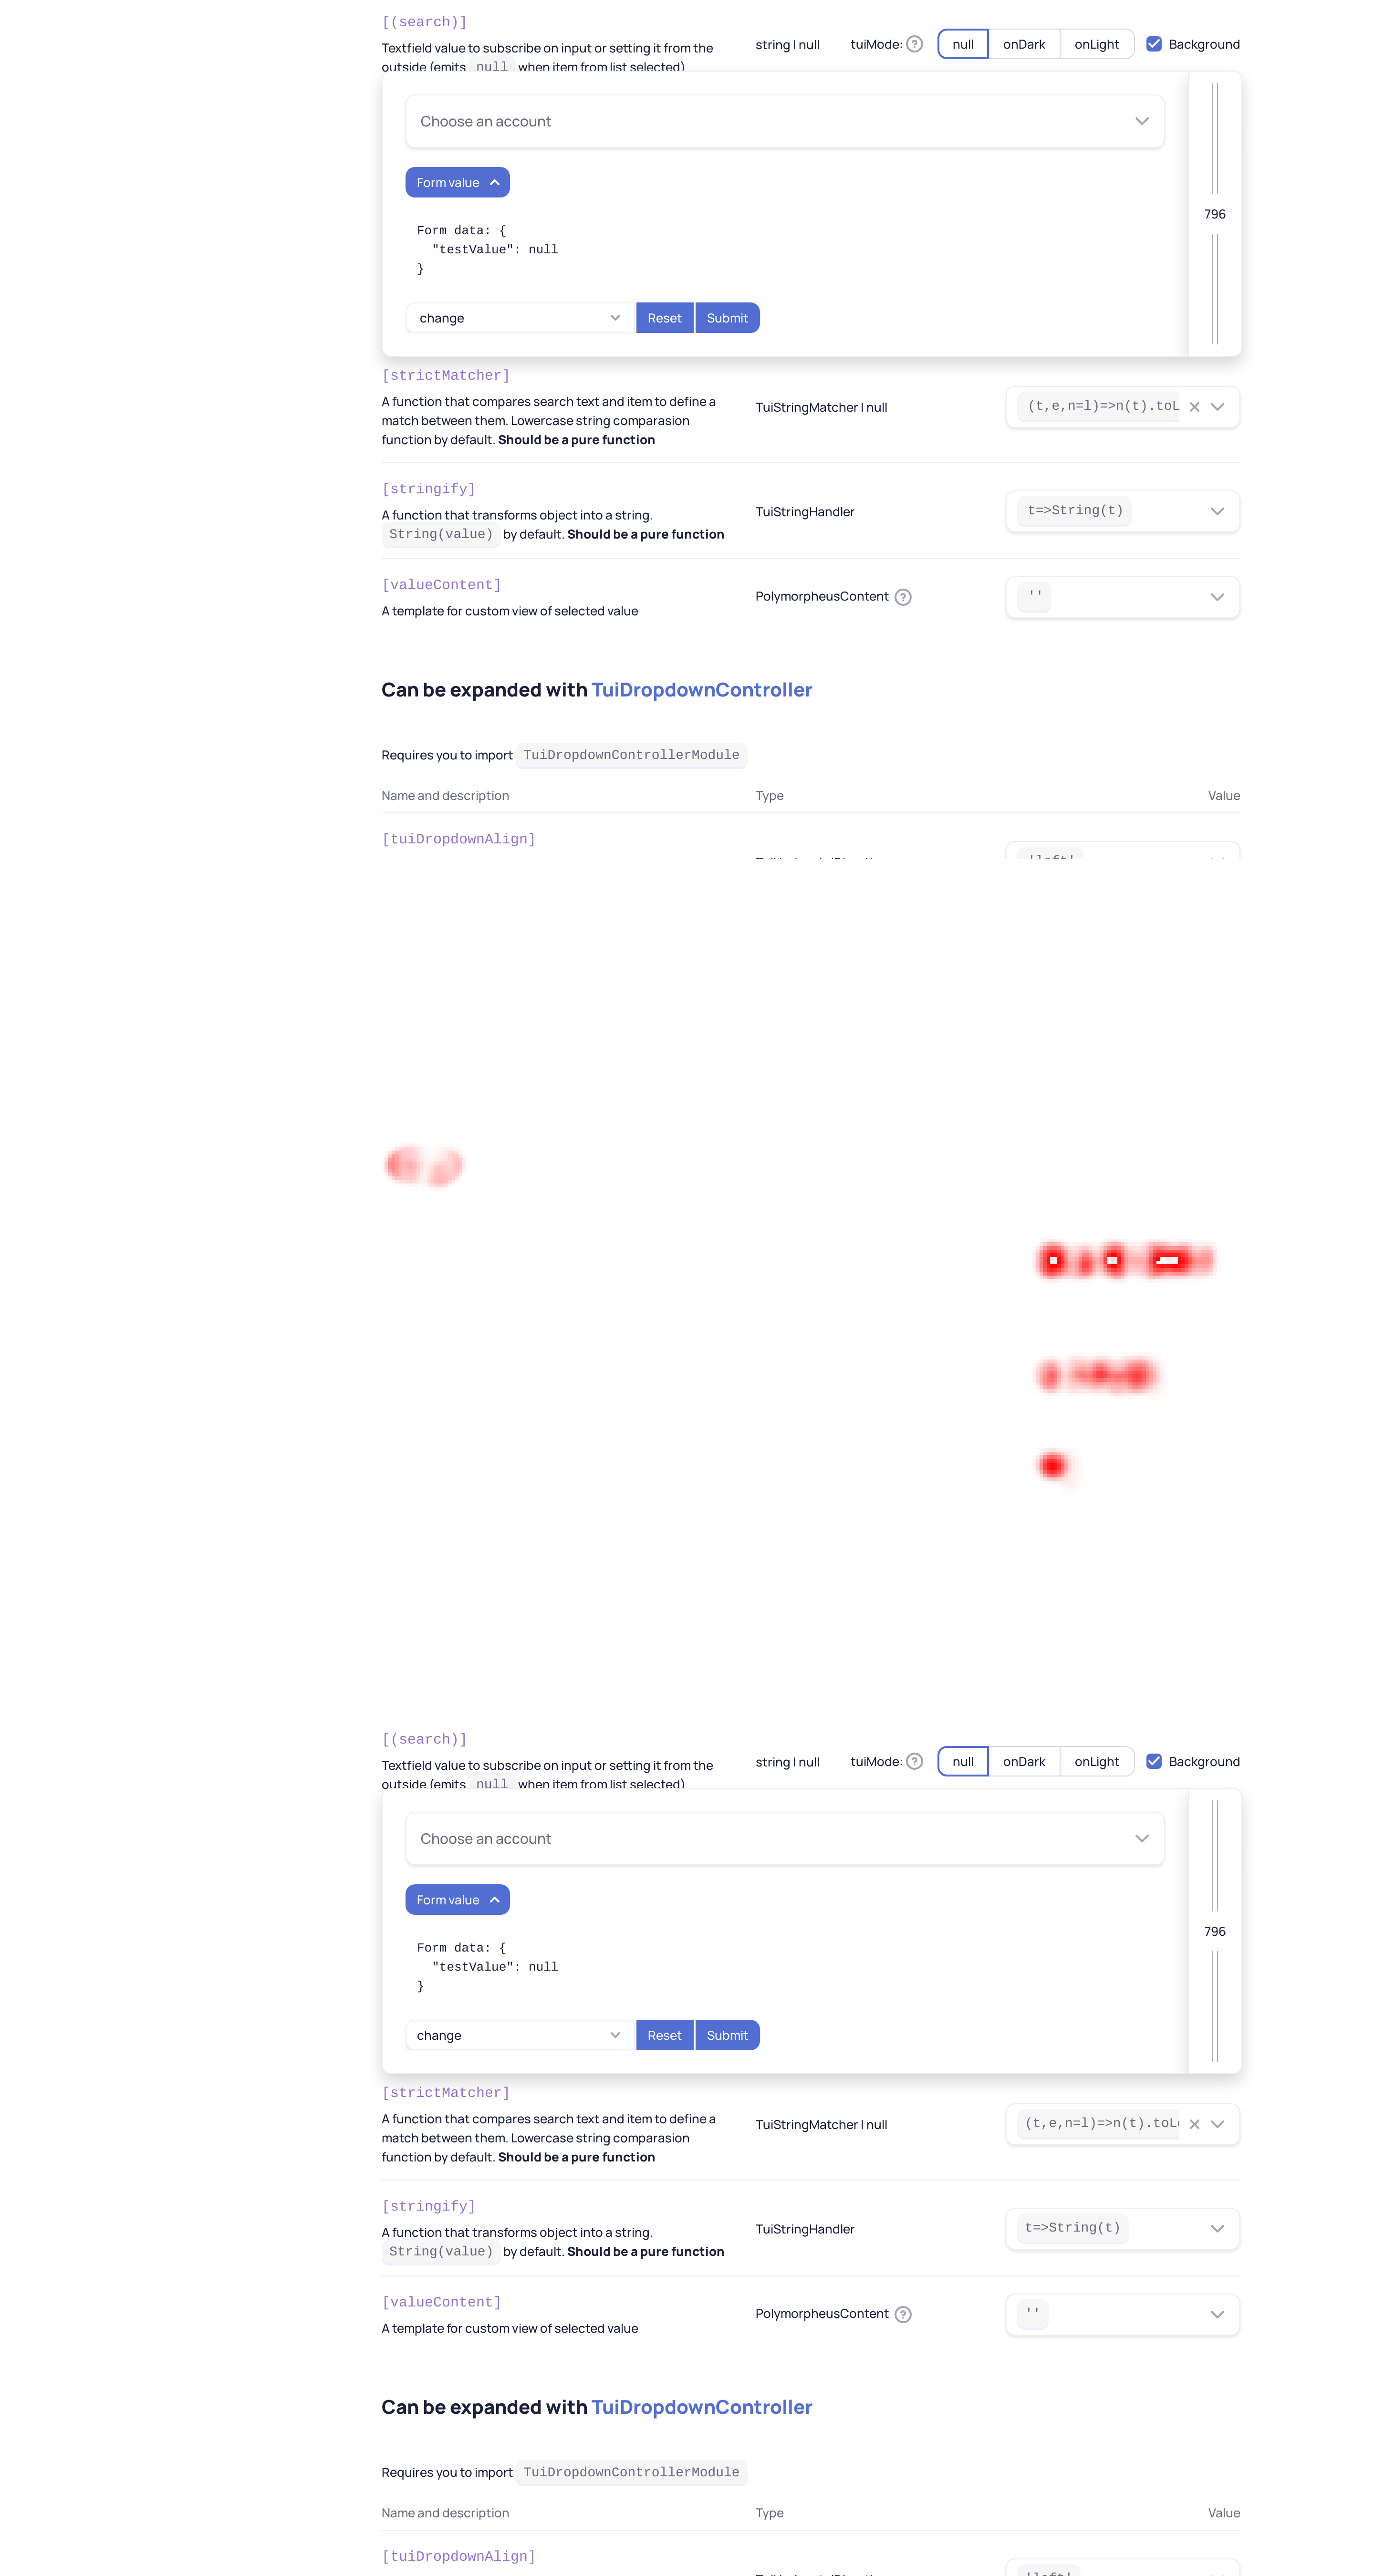 [(search)]
Textfield value to subscribe on input or setting it from the string | null tuiMode: ? null onDark onLight Background
outside (emits null when item from list selected)
Choose an account
796
Form value
Form data: {
"testValue": null
}
change Reset Submit
[strictMatcher]
A function that compares search text and item to define a TuiStringMatcher | null (t,e,n=l)=>n(t).toL
match between them. Lowercase string comparasion
function by default. Should be a pure function
[stringify]
A function that transforms object into a string. TuiStringHandler t=>String(t)
String(value) by default. Should be a pure function
[valueContent]
A template for custom view of selected value PolymorpheusContent ? ''
Can be expanded with TuiDropdownController
Requires you to import TuiDropdownControllerModule
Name and description Type Value
[tuiDropdownAlign]
'left'
[(search)]
Textfield value to subscribe on input or setting it from the string | null tuiMode: ? null onDark onLight Background
outside (emits null when item from list selected)
Choose an account
796
Form value
Form data: {
"testValue": null
}
change Reset Submit
[strictMatcher]
A function that compares search text and item to define a TuiStringMatcher | null (t,e,n=l)=>n(t).toL
match between them. Lowercase string comparasion
function by default. Should be a pure function
[stringify]
A function that transforms object into a string. TuiStringHandler t=>String(t)
String(value) by default. Should be a pure function
[valueContent]
A template for custom view of selected value PolymorpheusContent ? ''
Can be expanded with TuiDropdownController
Requires you to import TuiDropdownControllerModule
Name and description Type Value
[tuiDropdownAlign]